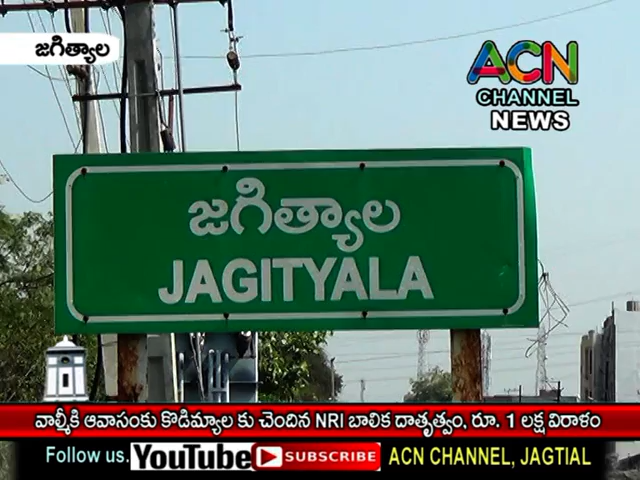 జగిత్యాల
ACN
CHANNEL
NEWS
జగిత్యాల
JAGITYALA
వాల్మీకి ఆవాసంకు కొడిమ్యాల కు చెందిన NRI బాలిక దాతృత్వం, రూ. 1 లక్ష విరాళం
Follow us. YouTube SUBSCRIBE ACN CHANNEL, JAGTIAL